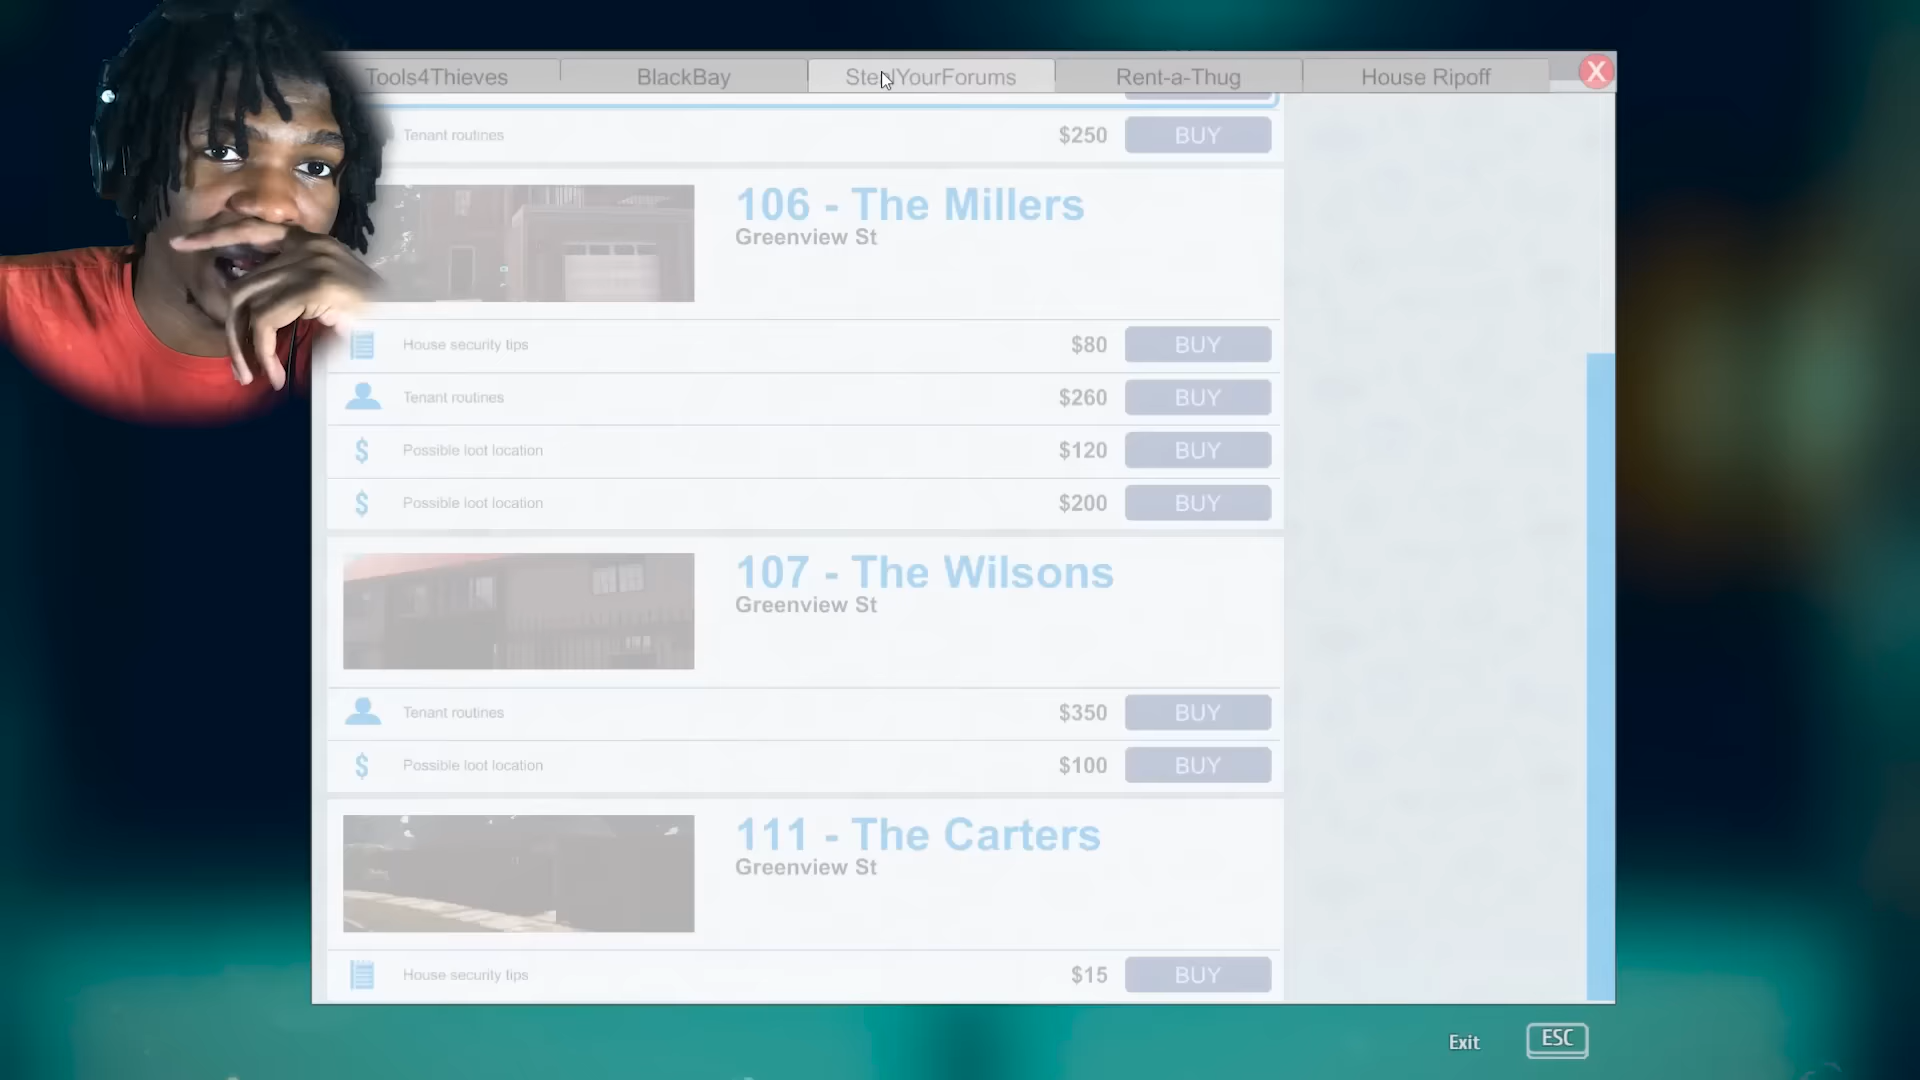 Tools4Thieves
BlackBay
StealYourForums
Rent-a-Thug
House Ripoff
X
Tenant routines
$250
BUY
106 - The Millers
Greenview St
House security tips
$80
BUY
Tenant routines
$260
BUY
$
Possible loot location
$120
BUY
$
Possible loot location
$200
BUY
107 - The Wilsons
Greenview St
Tenant routines
$350
BUY
$
Possible loot location
$100
BUY
111 - The Carters
Greenview St
House security tips
$15
BUY
Exit
ESC